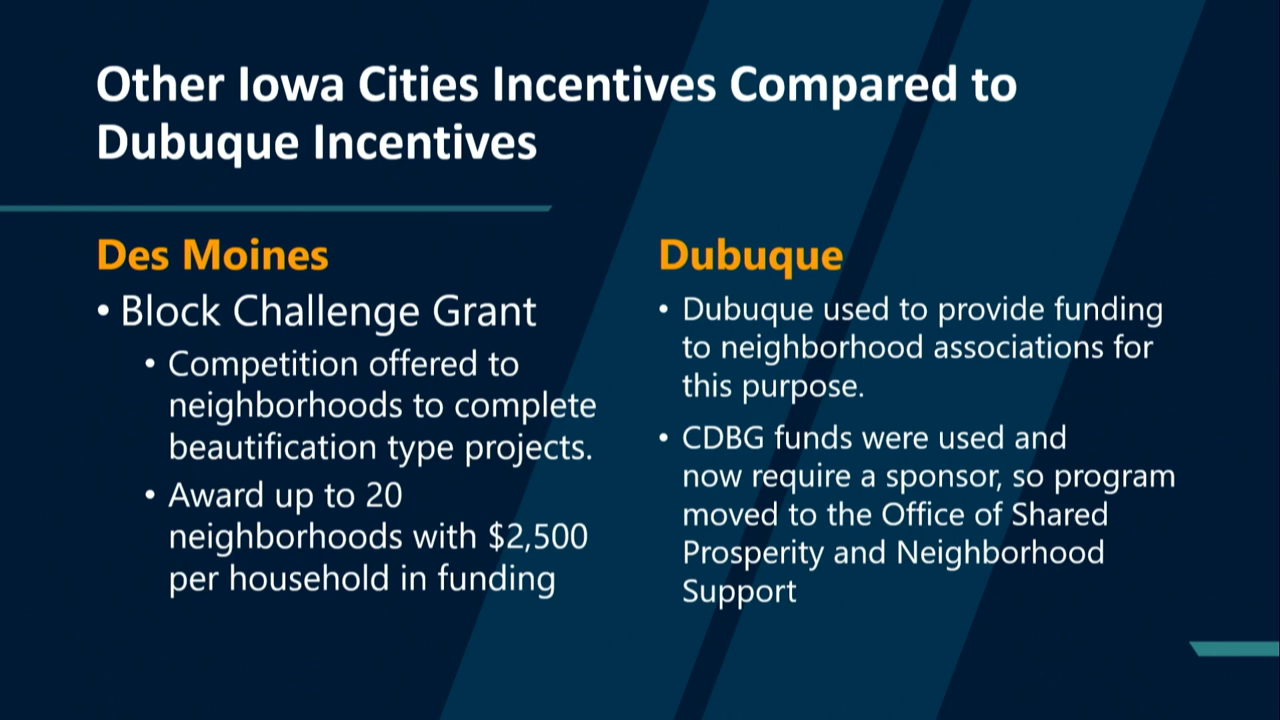 Other Iowa Cities Incentives Compared to
Dubuque Incentives
Des Moines
• Block Challenge Grant
• Competition offered to
neighborhoods to complete
beautification type projects.
• Award up to 20
neighborhoods with $2,500
per household in funding
Dubuque
• Dubuque used to provide funding
to neighborhood associations for
this purpose.
• CDBG funds were used and
now require a sponsor, so program
moved to the Office of Shared
Prosperity and Neighborhood
Support